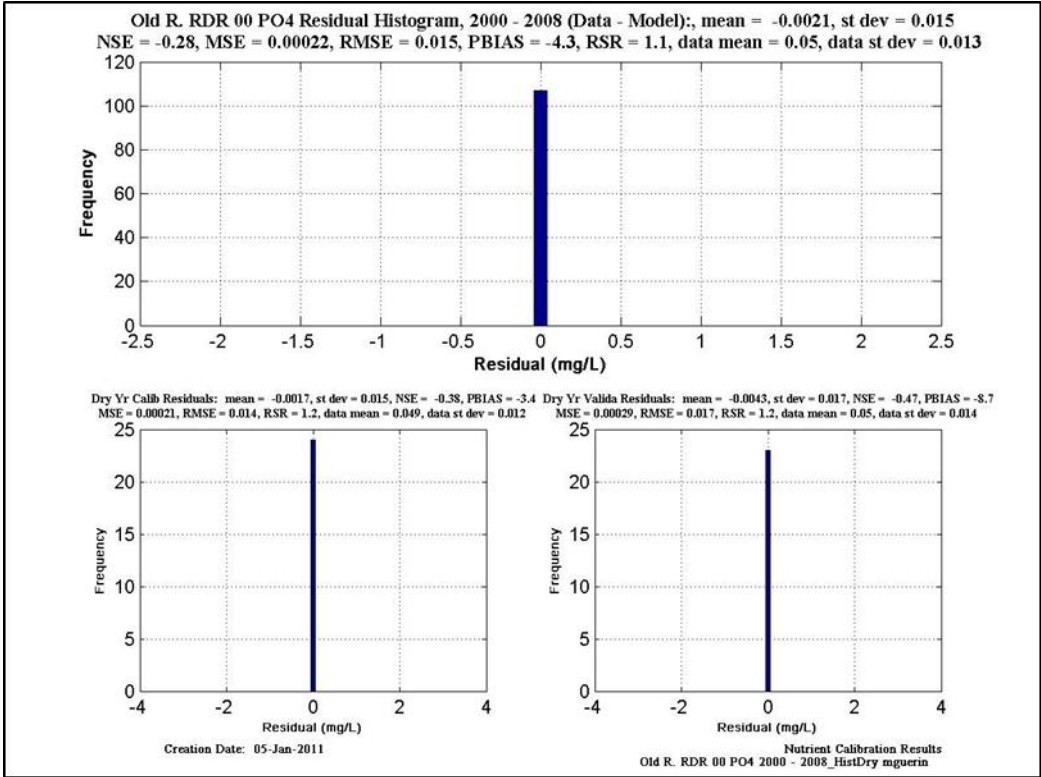 Old R. RDR 00 PO4 Residual Histogram, 2000 - 2008 (Data - Model):, mean = -0.0021, st dev = 0.015
NSE = -0.28, MSE = 0.00022, RMSE = 0.015, PBIAS = -4.3, RSR = 1.1, data mean = 0.05, data st dev = 0.013
120
100
80
60
40
20
0
Frequency
-2.5 -2 -1.5 -1 -0.5 0 0.5 1 1.5 2 2.5
Residual (mg/L)
Dry Yr Calib Residuals: mean = -0.0017, st dev = 0.015, NSE = -0.38, PBIAS = -3.4
MSE = 0.00021, RMSE = 0.014, RSR = 1.2, data mean = 0.049, data st dev = 0.012
25
20
15
10
5
0
Frequency
-4 -2 0 2 4
Residual (mg/L)
Creation Date: 05-Jan-2011
Dry Yr Valida Residuals: mean = -0.0043, st dev = 0.017, NSE = -0.47, PBIAS = -8.7
MSE = 0.00029, RMSE = 0.017, RSR = 1.2, data mean = 0.05, data st dev = 0.014
25
20
15
10
5
0
Frequency
-4 -2 0 2 4
Residual (mg/L)
Nutrient Calibration Results
Old R. RDR 00 PO4 2000 - 2008_HistDry mguerin